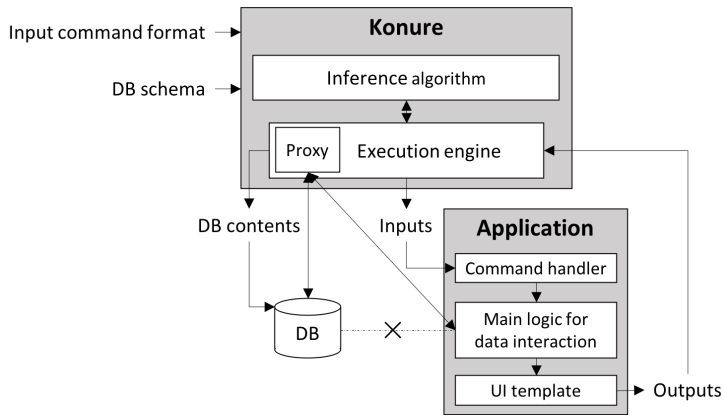 Konure
Input command format
Inference algorithm
DB schema
Proxy
Execution engine
DB contents
Inputs
Application
Command handler
Main logic for
data interaction
DB
UI template
Outputs